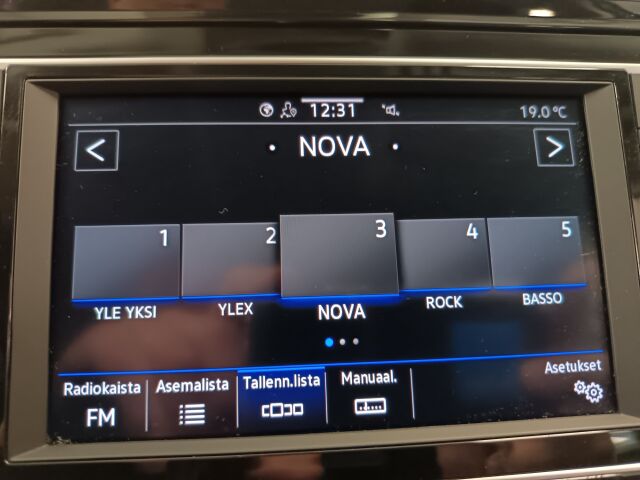 12:31
19.0 °C
< · NOVA · >
1 2 3 4 5
YLE YKSI YLEX NOVA ROCK BASSO
Radiokaista Asemalista Tallenn.lista Manuaal. Asetukset
FM